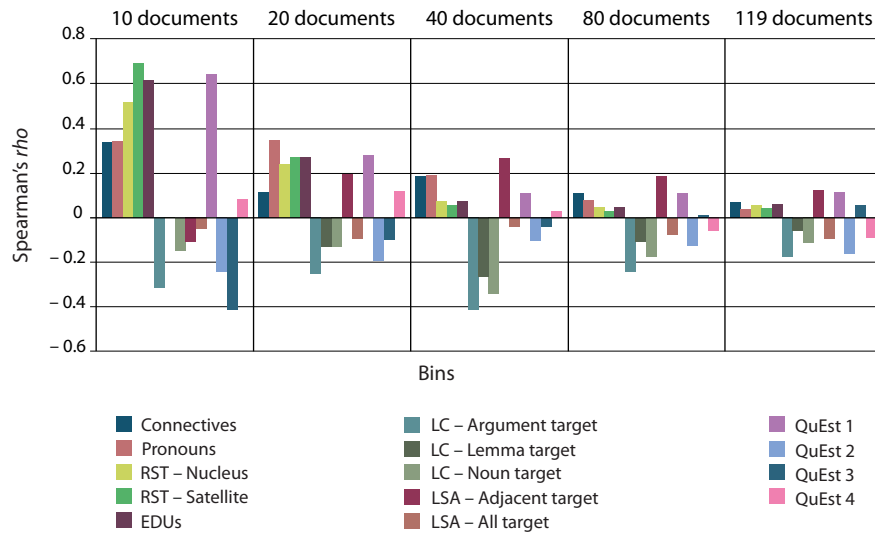 10 documents 20 documents 40 documents 80 documents 119 documents
0.8
0.6
0.4
0.2
0
– 0.2
– 0.4
– 0.6
Spearman's rho
Bins
Connectives
Pronouns
RST – Nucleus
RST – Satellite
EDUs
LC – Argument target
LC – Lemma target
LC – Noun target
LSA – Adjacent target
LSA – All target
QuEst 1
QuEst 2
QuEst 3
QuEst 4